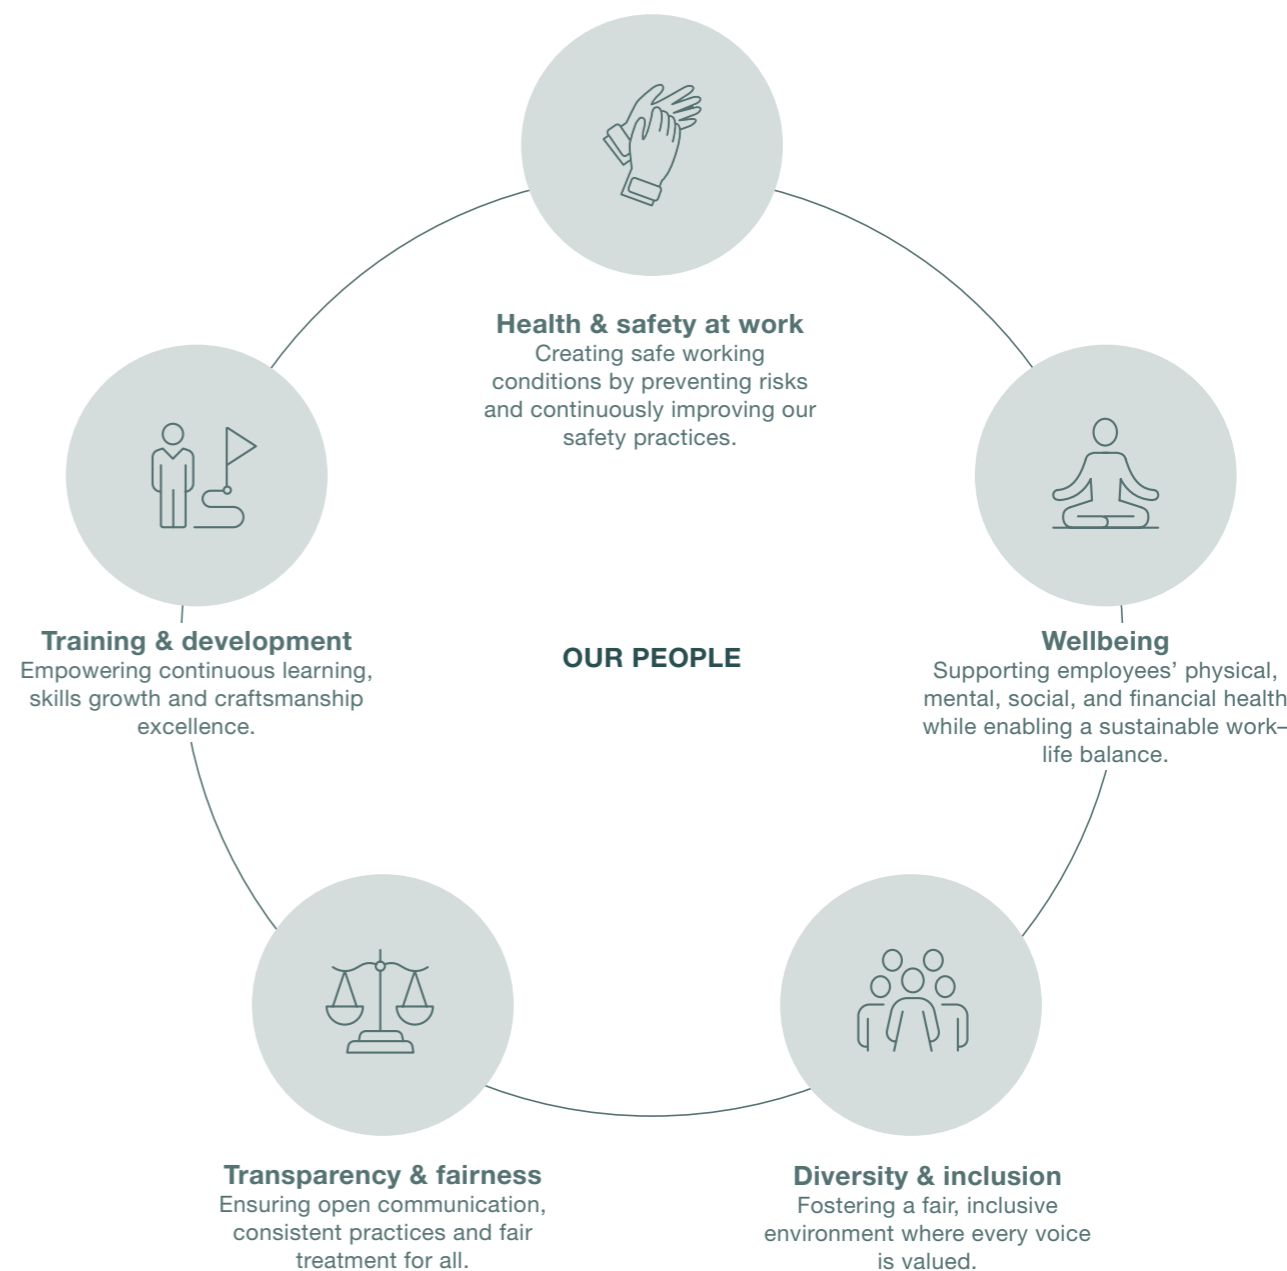 Health & safety at work
Creating safe working
conditions by preventing risks
and continuously improving our
safety practices.
Training & development
Empowering continuous learning,
skills growth and craftsmanship
excellence.
OUR PEOPLE
Wellbeing
Supporting employees’ physical,
mental, social, and financial health
while enabling a sustainable work–
life balance.
Transparency & fairness
Ensuring open communication,
consistent practices and fair
treatment for all.
Diversity & inclusion
Fostering a fair, inclusive
environment where every voice
is valued.